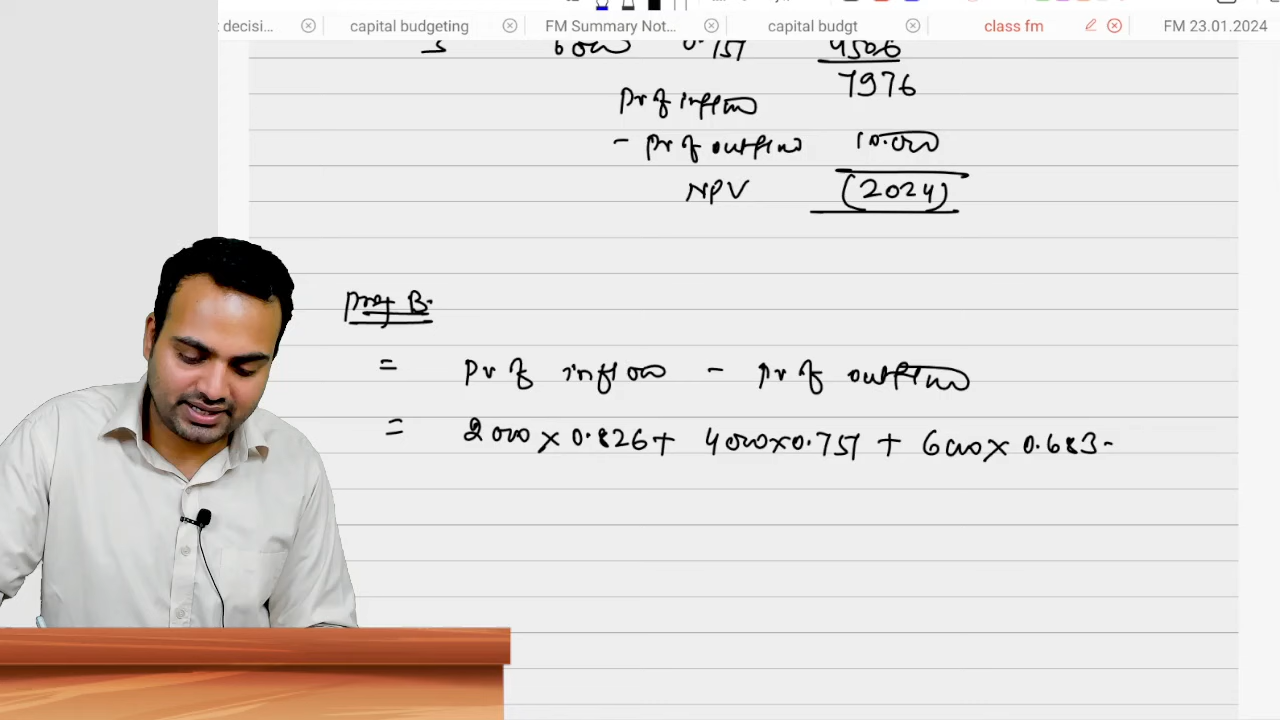 t decisi... capital budgeting FM Summary Not... capital budgt class fm FM 23.01.2024
3 6000 0.751 4506
7976
Pv of inflow
- Pv of outflow 10.000
NPV (2024)
Proj B.
= Pv of inflow - Pv of outflow
= 2000 × 0.826 + 4000 × 0.751 + 6000 × 0.683 -